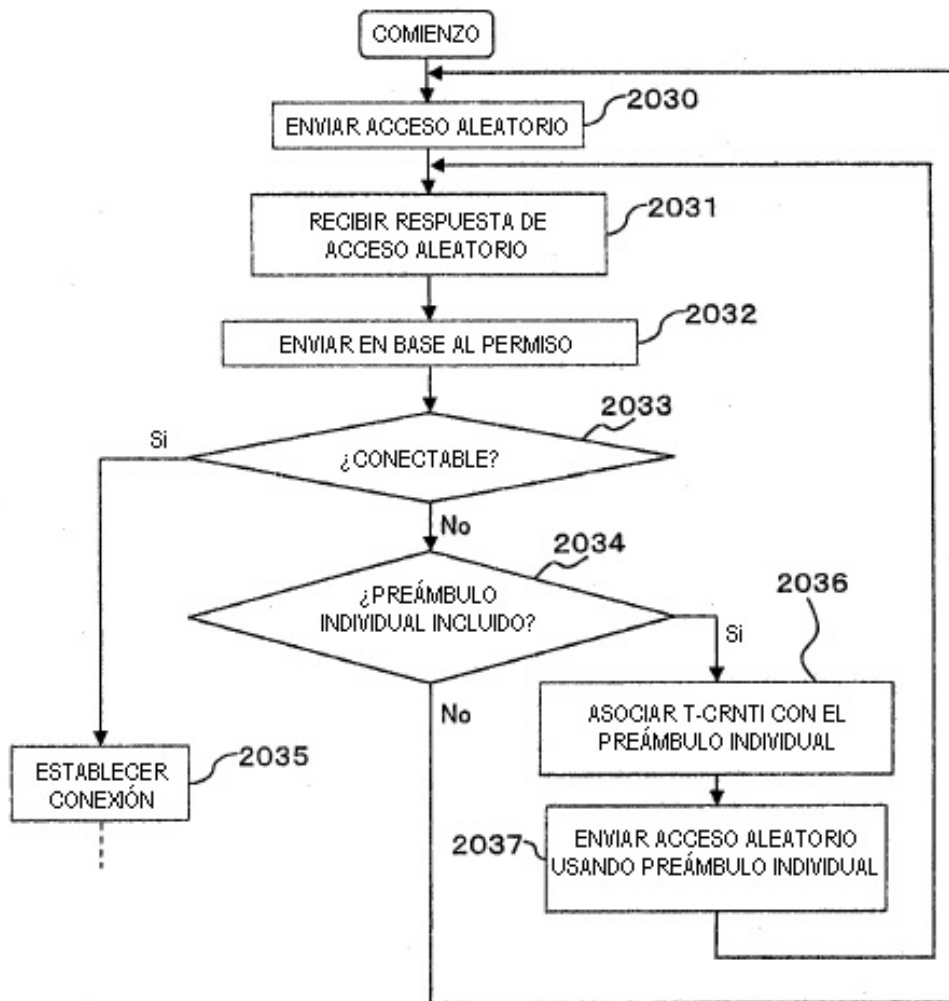 COMIENZO
2030
ENVIAR ACCESO ALEATORIO
2031
RECIBIR RESPUESTA DE
ACCESO ALEATORIO
2032
ENVIAR EN BASE AL PERMISO
2033
Si
¿CONECTABLE?
No
2034
¿PREÁMBULO
INDIVIDUAL INCLUIDO?
2036
Si
No
ASOCIAR T-CRNTI CON EL
PREÁMBULO INDIVIDUAL
2035
ESTABLECER
CONEXIÓN
2037
ENVIAR ACCESO ALEATORIO
USANDO PREÁMBULO INDIVIDUAL